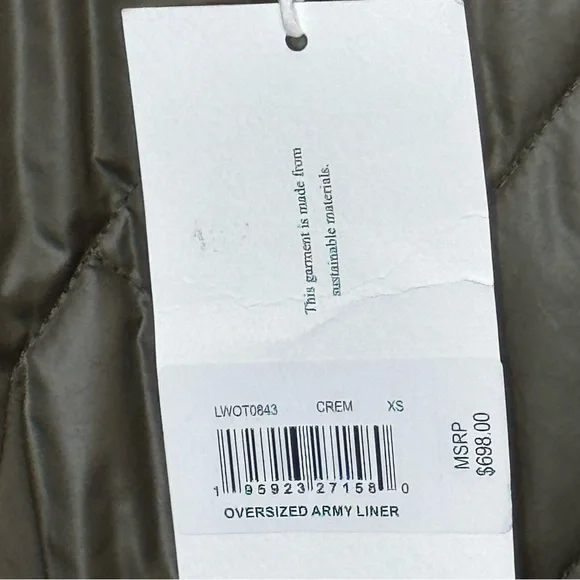 This garment is made from
sustainable materials.
LWOT0843 CREM XS
1 95923 27158 0
OVERSIZED ARMY LINER
MSRP
$698.00